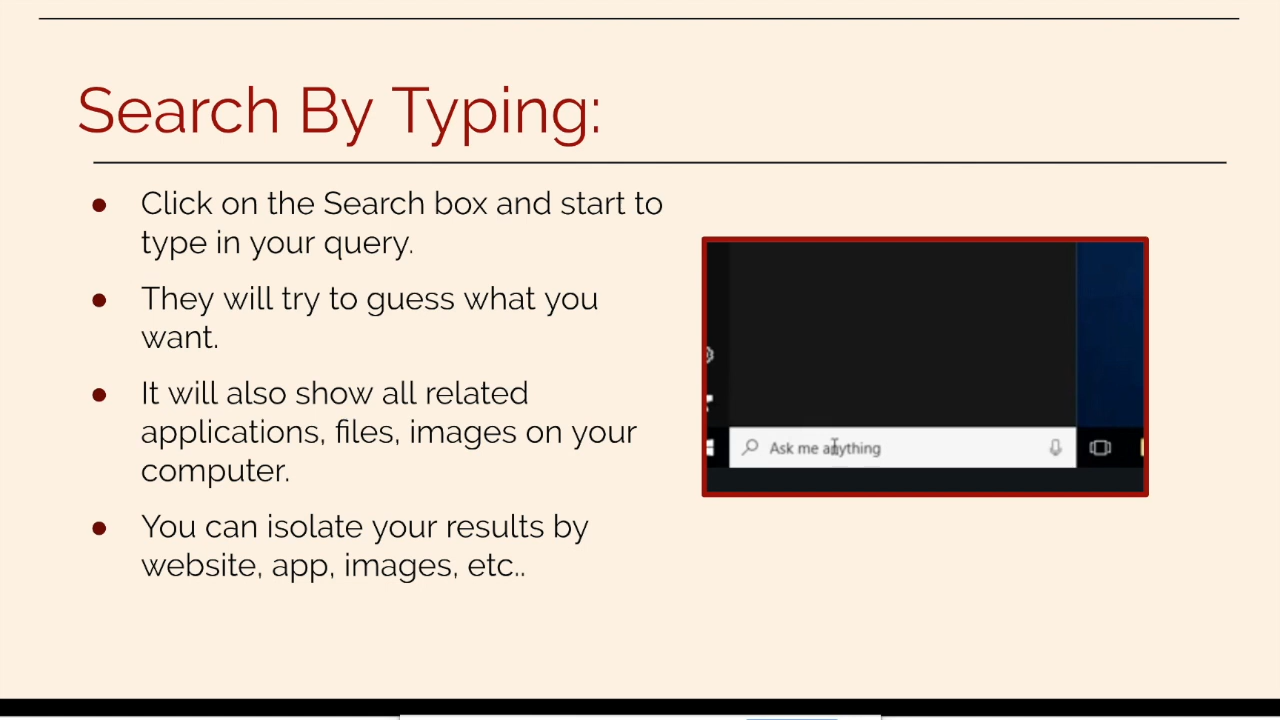 Search By Typing:
● Click on the Search box and start to
type in your query.
● They will try to guess what you
want.
● It will also show all related
applications, files, images on your
computer.
● You can isolate your results by
website, app, images, etc..
Ask me anything